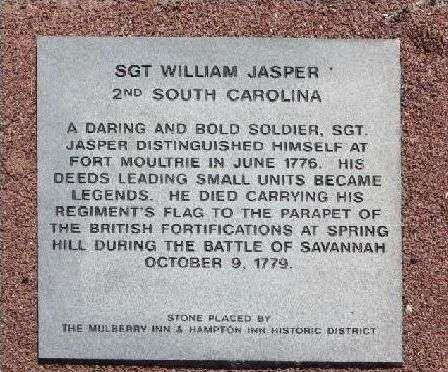 SGT WILLIAM JASPER
2ND SOUTH CAROLINA
A DARING AND BOLD SOLDIER, SGT.
JASPER DISTINGUISHED HIMSELF AT
FORT MOULTRIE IN JUNE 1776. HIS
DEEDS LEADING SMALL UNITS BECAME
LEGENDS. HE DIED CARRYING HIS
REGIMENT'S FLAG TO THE PARAPET OF
THE BRITISH FORTIFICATIONS AT SPRING
HILL DURING THE BATTLE OF SAVANNAH
OCTOBER 9, 1779.
STONE PLACED BY
THE MULBERRY INN & HAMPTON INN HISTORIC DISTRICT